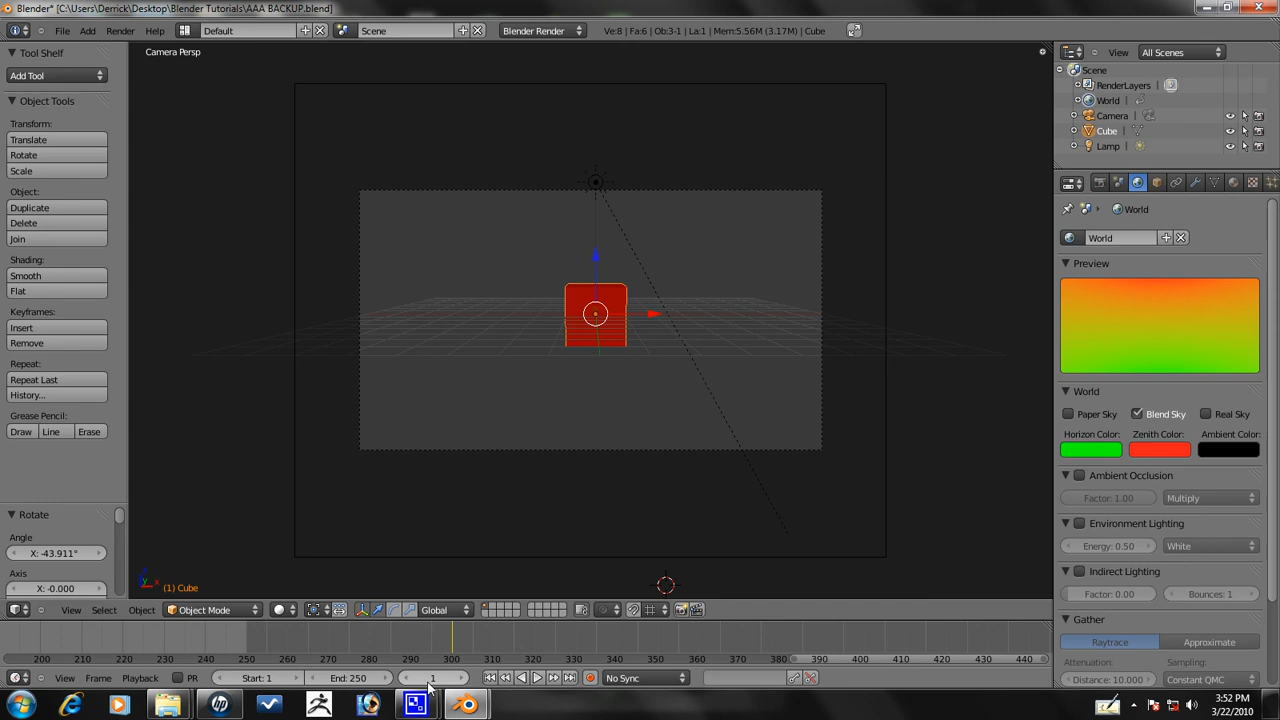 Blender* [C:\Users\Derrick\Desktop\Blender Tutorials\AAA BACKUP.blend]
File Add Render Help Default Scene Blender Render Ve:8 | Fa:6 | Ob:3-1 | La:1 | Mem:5.56M (3.17M) | Cube
Tool Shelf
Add Tool
Object Tools
Transform:
Translate
Rotate
Scale
Object:
Duplicate
Delete
Join
Shading:
Smooth
Flat
Keyframes:
Insert
Remove
Repeat:
Repeat Last
History...
Grease Pencil:
Draw Line Erase
Rotate
Angle
X: -43.911°
Axis
X: -0.000
Camera Persp
(1) Cube
View Select Object Object Mode Global
200 210 220 230 240 250 260 270 280 290 300 310 320 330 340 350 360 370 380 390 400 410 420 430 440
View Frame Playback PR Start: 1 End: 250 1 No Sync
View All Scenes
Scene
RenderLayers
World
Camera
Cube
Lamp
World
World
Preview
World
Paper Sky Blend Sky Real Sky
Horizon Color: Zenith Color: Ambient Color:
Ambient Occlusion
Factor: 1.00 Multiply
Environment Lighting
Energy: 0.50 White
Indirect Lighting
Factor: 0.00 Bounces: 1
Gather
Raytrace Approximate
Attenuation: Sampling:
Distance: 10.000 Constant QMC
3:52 PM
3/22/2010